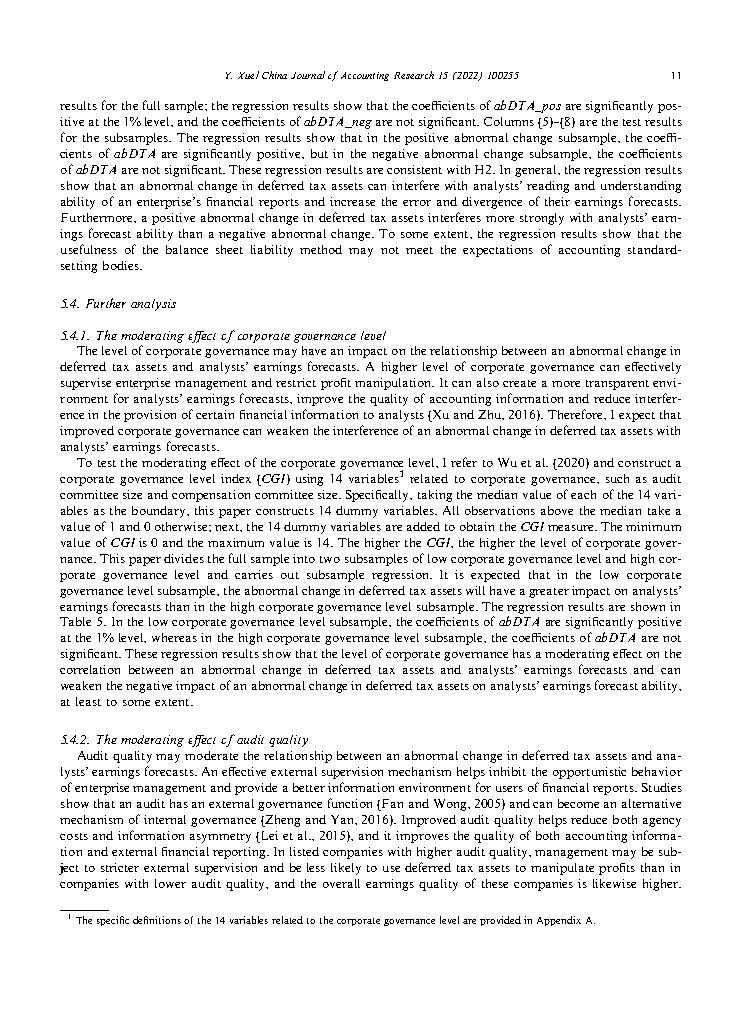 Y. Xue/China Journal of Accounting Research 15 (2022) 100255 11
results for the full sample; the regression results show that the coefficients of abDTA_pos are significantly pos-
itive at the 1% level, and the coefficients of abDTA_neg are not significant. Columns (5)–(8) are the test results
for the subsamples. The regression results show that in the positive abnormal change subsample, the coeffi-
cients of abDTA are significantly positive, but in the negative abnormal change subsample, the coefficients
of abDTA are not significant. These regression results are consistent with H2. In general, the regression results
show that an abnormal change in deferred tax assets can interfere with analysts' reading and understanding
ability of an enterprise's financial reports and increase the error and divergence of their earnings forecasts.
Furthermore, a positive abnormal change in deferred tax assets interferes more strongly with analysts' earn-
ings forecast ability than a negative abnormal change. To some extent, the regression results show that the
usefulness of the balance sheet liability method may not meet the expectations of accounting standard-
setting bodies.
5.4. Further analysis
5.4.1. The moderating effect of corporate governance level
The level of corporate governance may have an impact on the relationship between an abnormal change in
deferred tax assets and analysts' earnings forecasts. A higher level of corporate governance can effectively
supervise enterprise management and restrict profit manipulation. It can also create a more transparent envi-
ronment for analysts' earnings forecasts, improve the quality of accounting information and reduce interfer-
ence in the provision of certain financial information to analysts (Xu and Zhu, 2016). Therefore, I expect that
improved corporate governance can weaken the interference of an abnormal change in deferred tax assets with
analysts' earnings forecasts.
To test the moderating effect of the corporate governance level, I refer to Wu et al. (2020) and construct a
corporate governance level index (CGI) using 14 variables1 related to corporate governance, such as audit
committee size and compensation committee size. Specifically, taking the median value of each of the 14 vari-
ables as the boundary, this paper constructs 14 dummy variables. All observations above the median take a
value of 1 and 0 otherwise; next, the 14 dummy variables are added to obtain the CGI measure. The minimum
value of CGI is 0 and the maximum value is 14. The higher the CGI, the higher the level of corporate gover-
nance. This paper divides the full sample into two subsamples of low corporate governance level and high cor-
porate governance level and carries out subsample regression. It is expected that in the low corporate
governance level subsample, the abnormal change in deferred tax assets will have a greater impact on analysts'
earnings forecasts than in the high corporate governance level subsample. The regression results are shown in
Table 5. In the low corporate governance level subsample, the coefficients of abDTA are significantly positive
at the 1% level, whereas in the high corporate governance level subsample, the coefficients of abDTA are not
significant. These regression results show that the level of corporate governance has a moderating effect on the
correlation between an abnormal change in deferred tax assets and analysts' earnings forecasts and can
weaken the negative impact of an abnormal change in deferred tax assets on analysts' earnings forecast ability,
at least to some extent.
5.4.2. The moderating effect of audit quality
Audit quality may moderate the relationship between an abnormal change in deferred tax assets and ana-
lysts' earnings forecasts. An effective external supervision mechanism helps inhibit the opportunistic behavior
of enterprise management and provide a better information environment for users of financial reports. Studies
show that an audit has an external governance function (Fan and Wong, 2005) and can become an alternative
mechanism of internal governance (Zheng and Yan, 2016). Improved audit quality helps reduce both agency
costs and information asymmetry (Lei et al., 2015), and it improves the quality of both accounting informa-
tion and external financial reporting. In listed companies with higher audit quality, management may be sub-
ject to stricter external supervision and be less likely to use deferred tax assets to manipulate profits than in
companies with lower audit quality, and the overall earnings quality of these companies is likewise higher.
1 The specific definitions of the 14 variables related to the corporate governance level are provided in Appendix A.